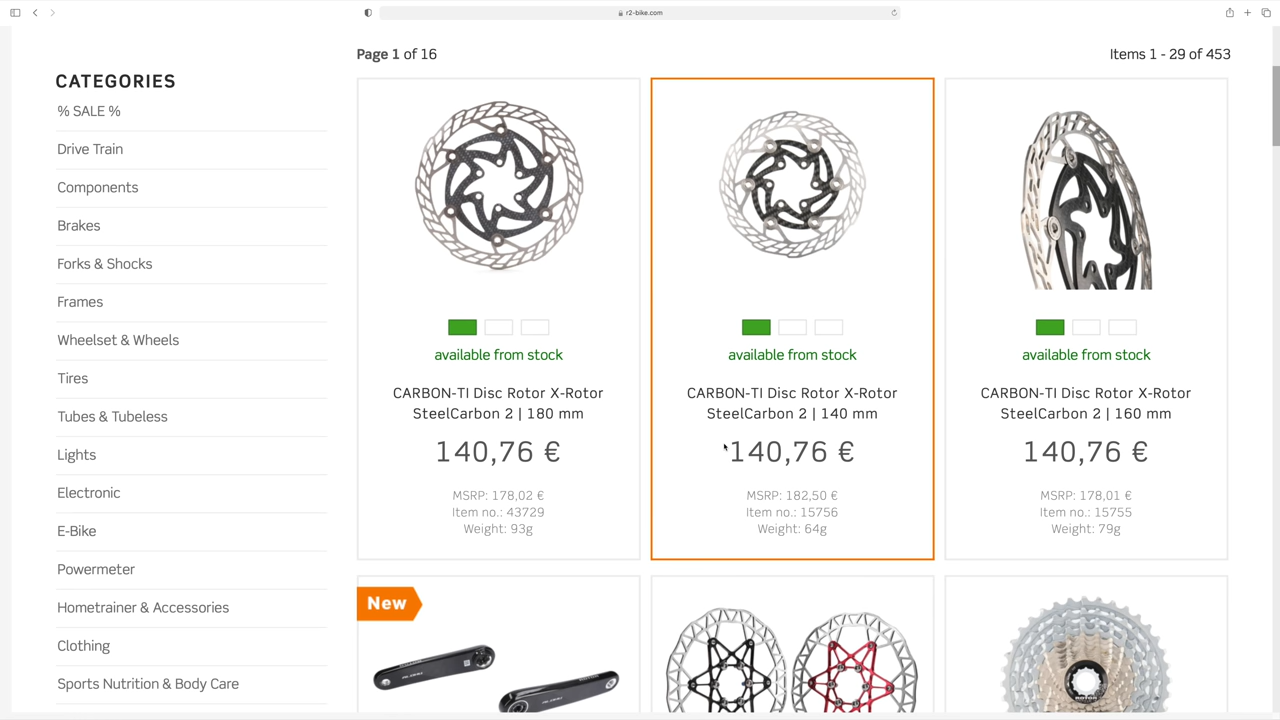 r2-bike.com
Page 1 of 16
Items 1 - 29 of 453
CATEGORIES
% SALE %
Drive Train
Components
Brakes
Forks & Shocks
Frames
Wheelset & Wheels
Tires
Tubes & Tubeless
Lights
Electronic
E-Bike
Powermeter
Hometrainer & Accessories
Clothing
Sports Nutrition & Body Care
available from stock
CARBON-TI Disc Rotor X-Rotor
SteelCarbon 2 | 180 mm
140,76 €
MSRP: 178,02 €
Item no.: 43729
Weight: 93g
available from stock
CARBON-TI Disc Rotor X-Rotor
SteelCarbon 2 | 140 mm
140,76 €
MSRP: 182,50 €
Item no.: 15756
Weight: 64g
available from stock
CARBON-TI Disc Rotor X-Rotor
SteelCarbon 2 | 160 mm
140,76 €
MSRP: 178,01 €
Item no.: 15755
Weight: 79g
New